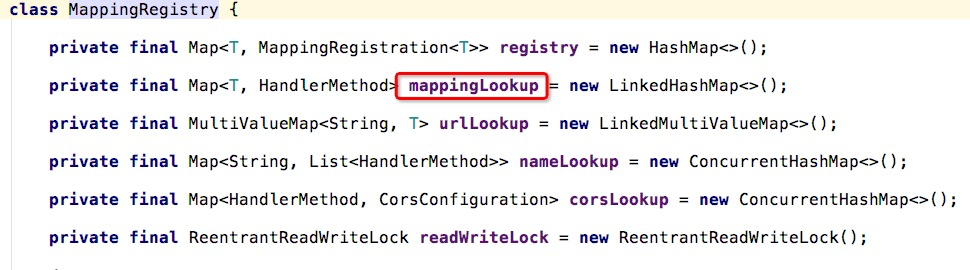 class MappingRegistry {
private final Map<T, MappingRegistration<T>> registry = new HashMap<>();
private final Map<T, HandlerMethod> mappingLookup = new LinkedHashMap<>();
private final MultiValueMap<String, T> urlLookup = new LinkedMultiValueMap<>();
private final Map<String, List<HandlerMethod>> nameLookup = new ConcurrentHashMap<>();
private final Map<HandlerMethod, CorsConfiguration> corsLookup = new ConcurrentHashMap<>();
private final ReentrantReadWriteLock readWriteLock = new ReentrantReadWriteLock();